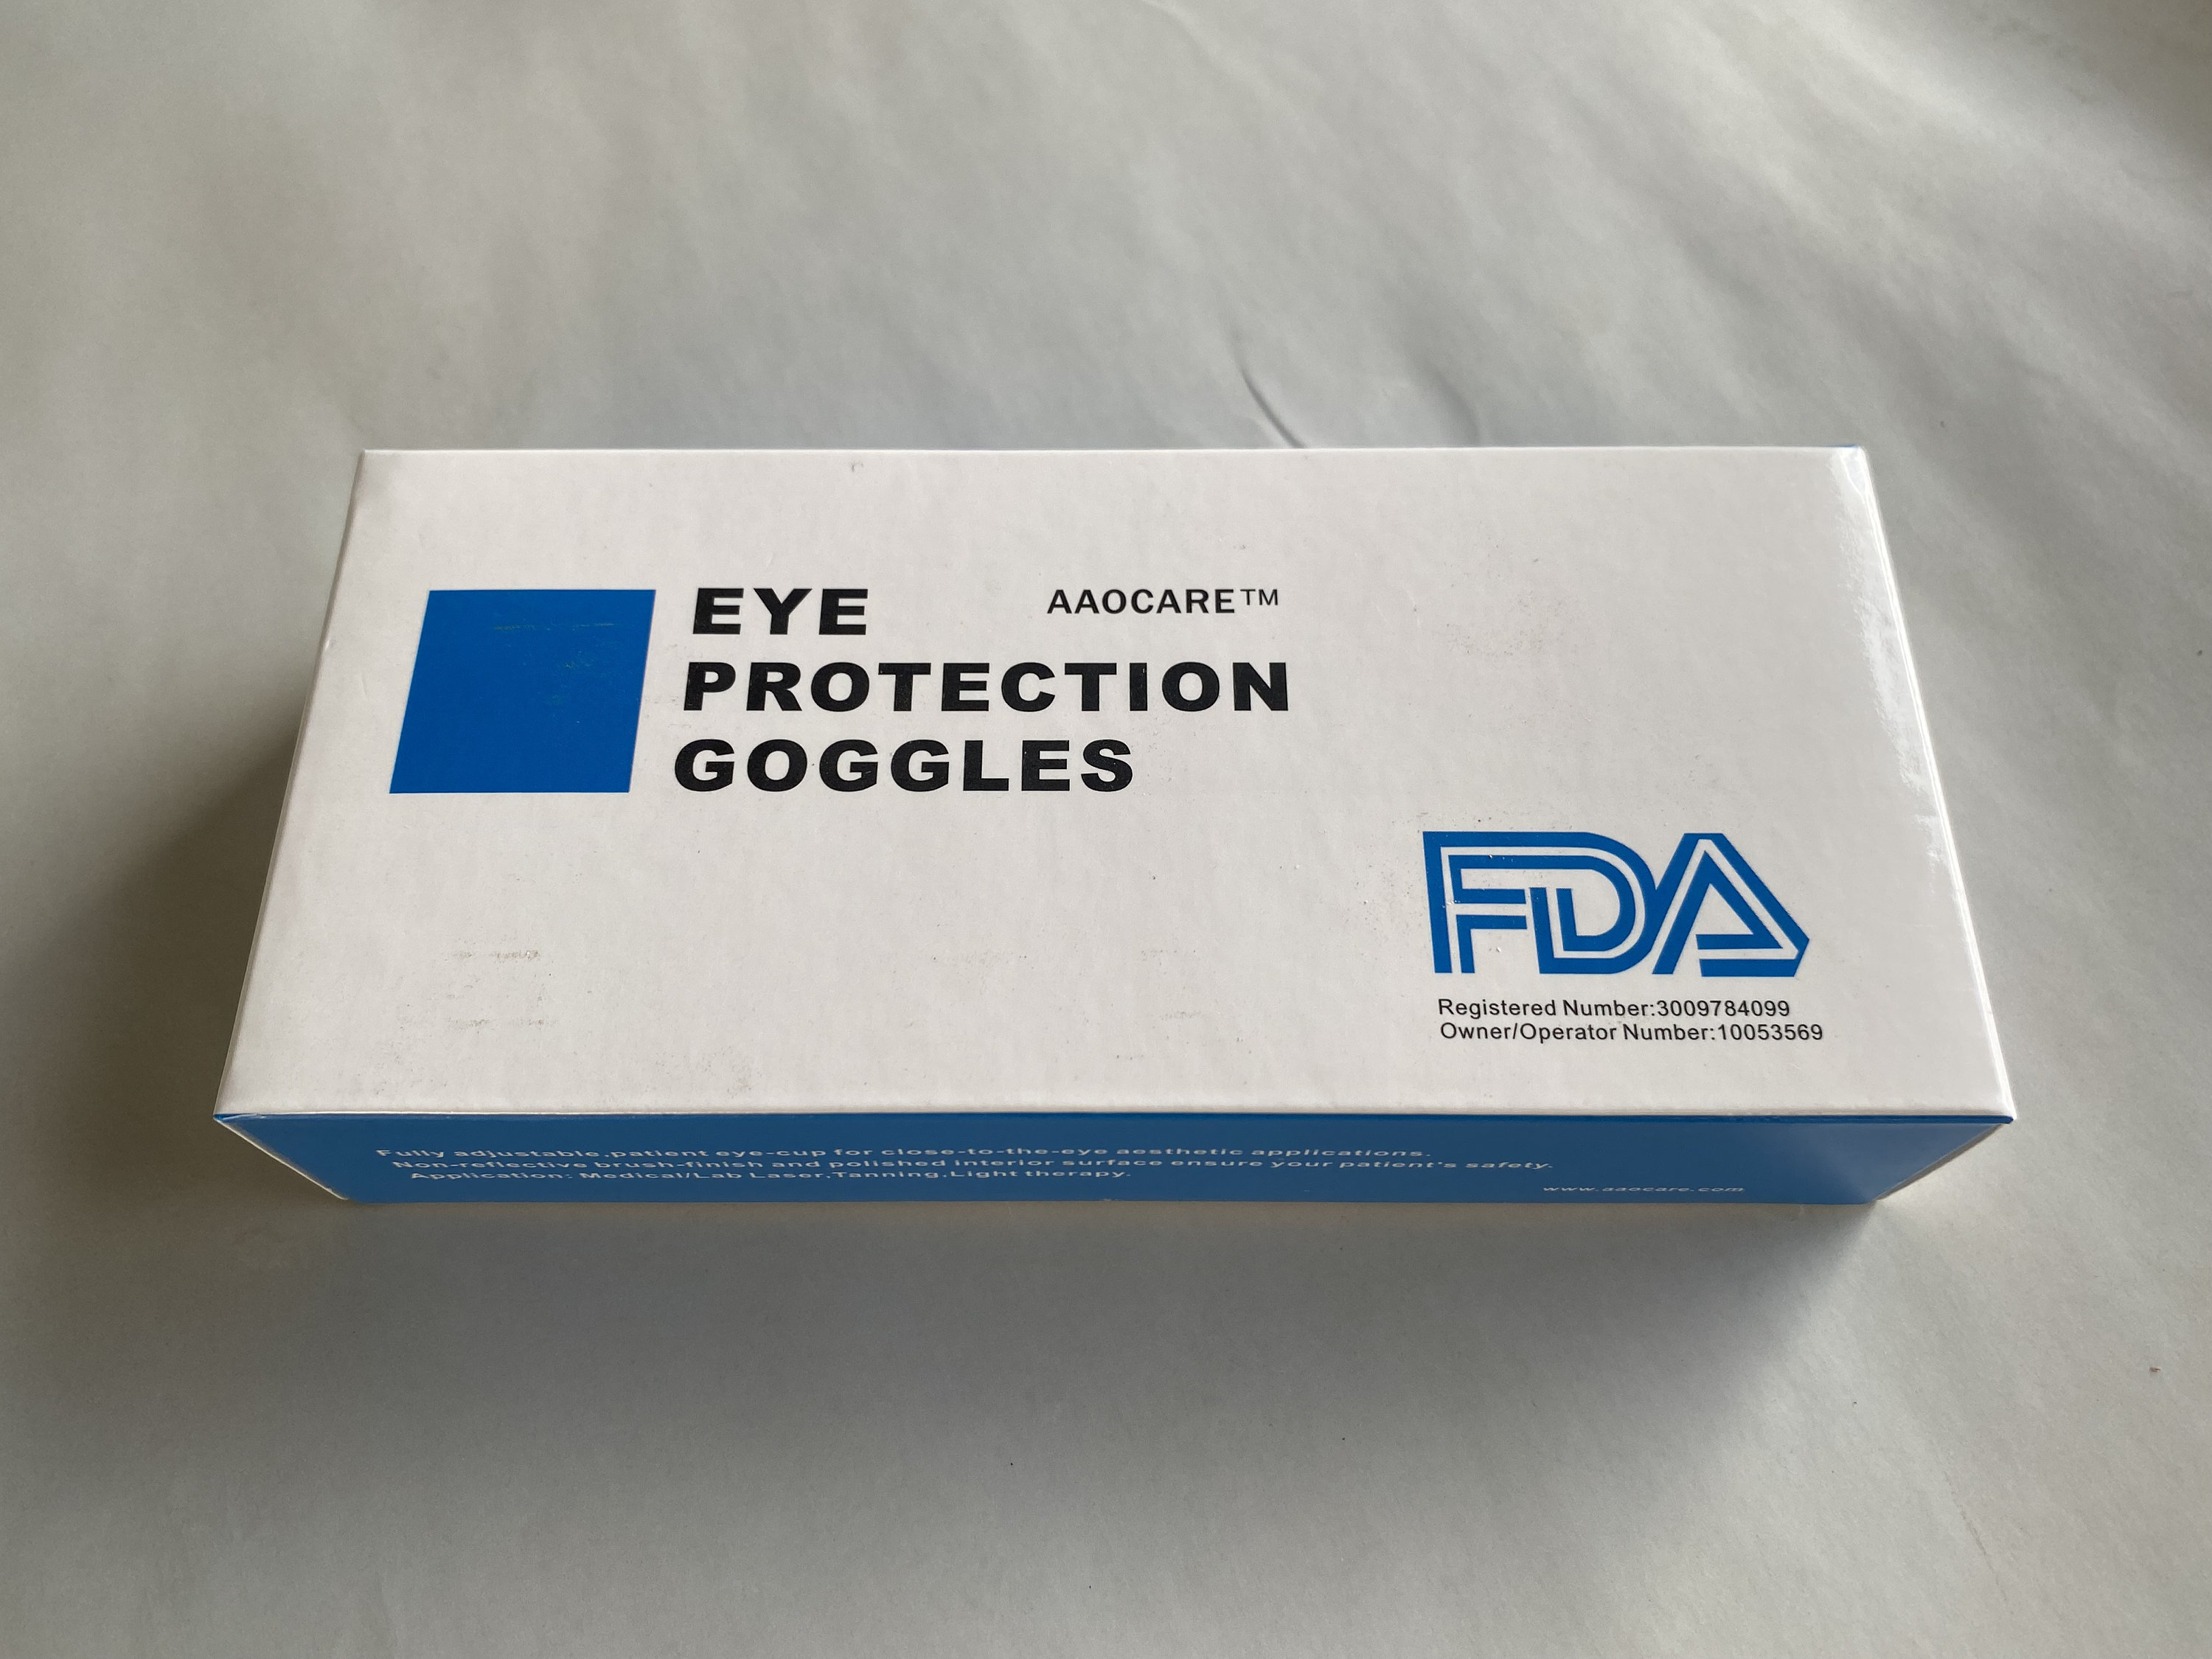 EYE AAOCARE™
PROTECTION
GOGGLES
FDA
Registered Number:3009784099
Owner/Operator Number:10053569
Fully adjustable,patient eye-cup for close-to-the-eye aesthetic applications.
Non-reflective brush-finish and polished interior surface ensure your patient's safety.
Application: Medical/Lab Laser,Tanning,Light therapy.
www.aaocare.com